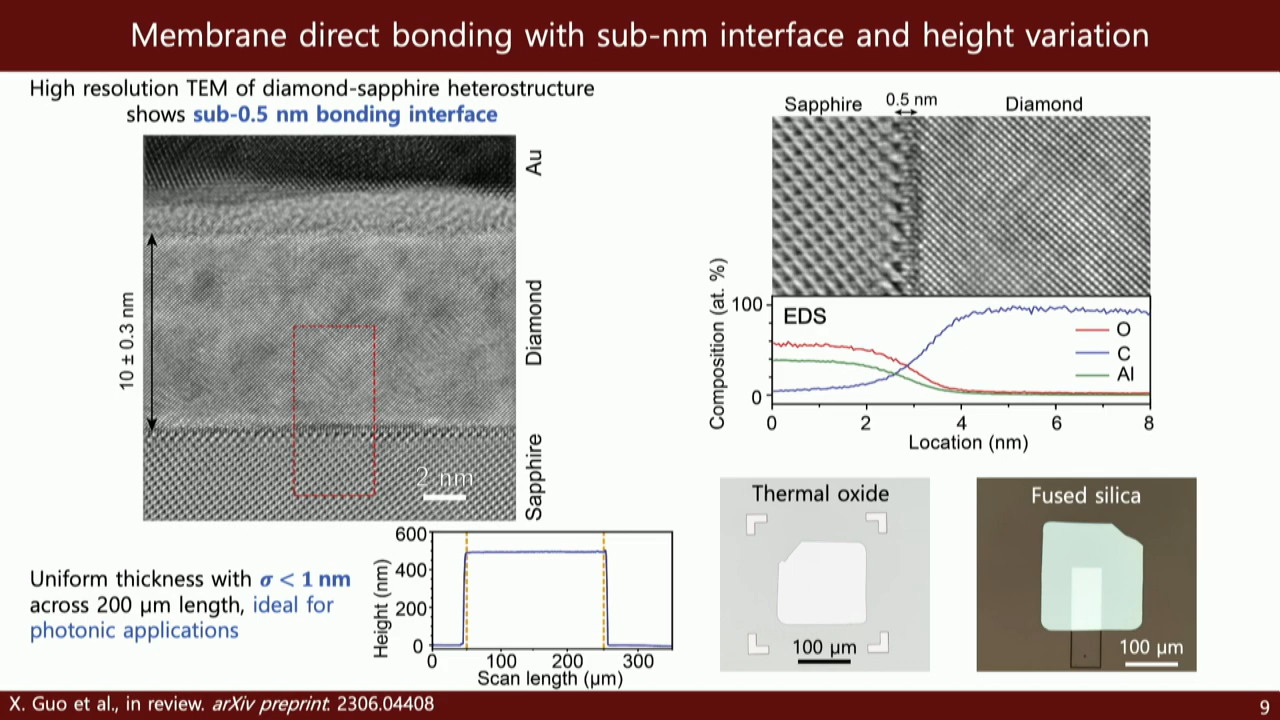 Membrane direct bonding with sub-nm interface and height variation
High resolution TEM of diamond-sapphire heterostructure
shows sub-0.5 nm bonding interface
Au
Diamond
Sapphire
10 ± 0.3 nm
2 nm
Sapphire
0.5 nm
Diamond
EDS
O
C
Al
Composition (at. %)
100
0
0
2
4
6
8
Location (nm)
Uniform thickness with σ < 1 nm
across 200 μm length, ideal for
photonic applications
Height (nm)
600
400
200
0
0
100
200
300
Scan length (μm)
Thermal oxide
100 μm
Fused silica
100 μm
X. Guo et al., in review. arXiv preprint: 2306.04408
9